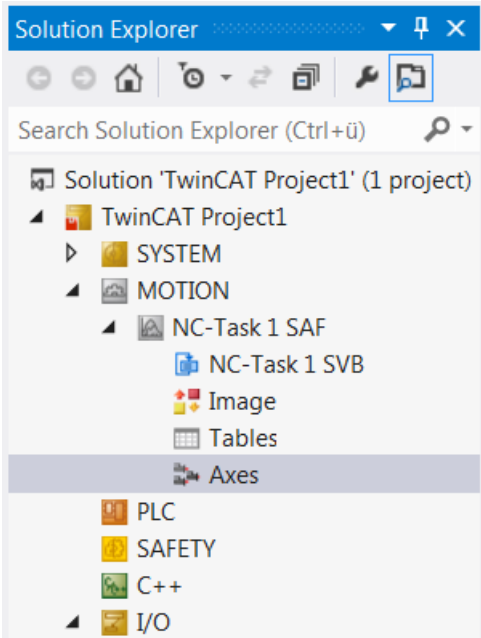 Solution Explorer
Search Solution Explorer (Ctrl+ü)
Solution 'TwinCAT Project1' (1 project)
TwinCAT Project1
SYSTEM
MOTION
NC-Task 1 SAF
NC-Task 1 SVB
Image
Tables
Axes
PLC
SAFETY
C++
I/O